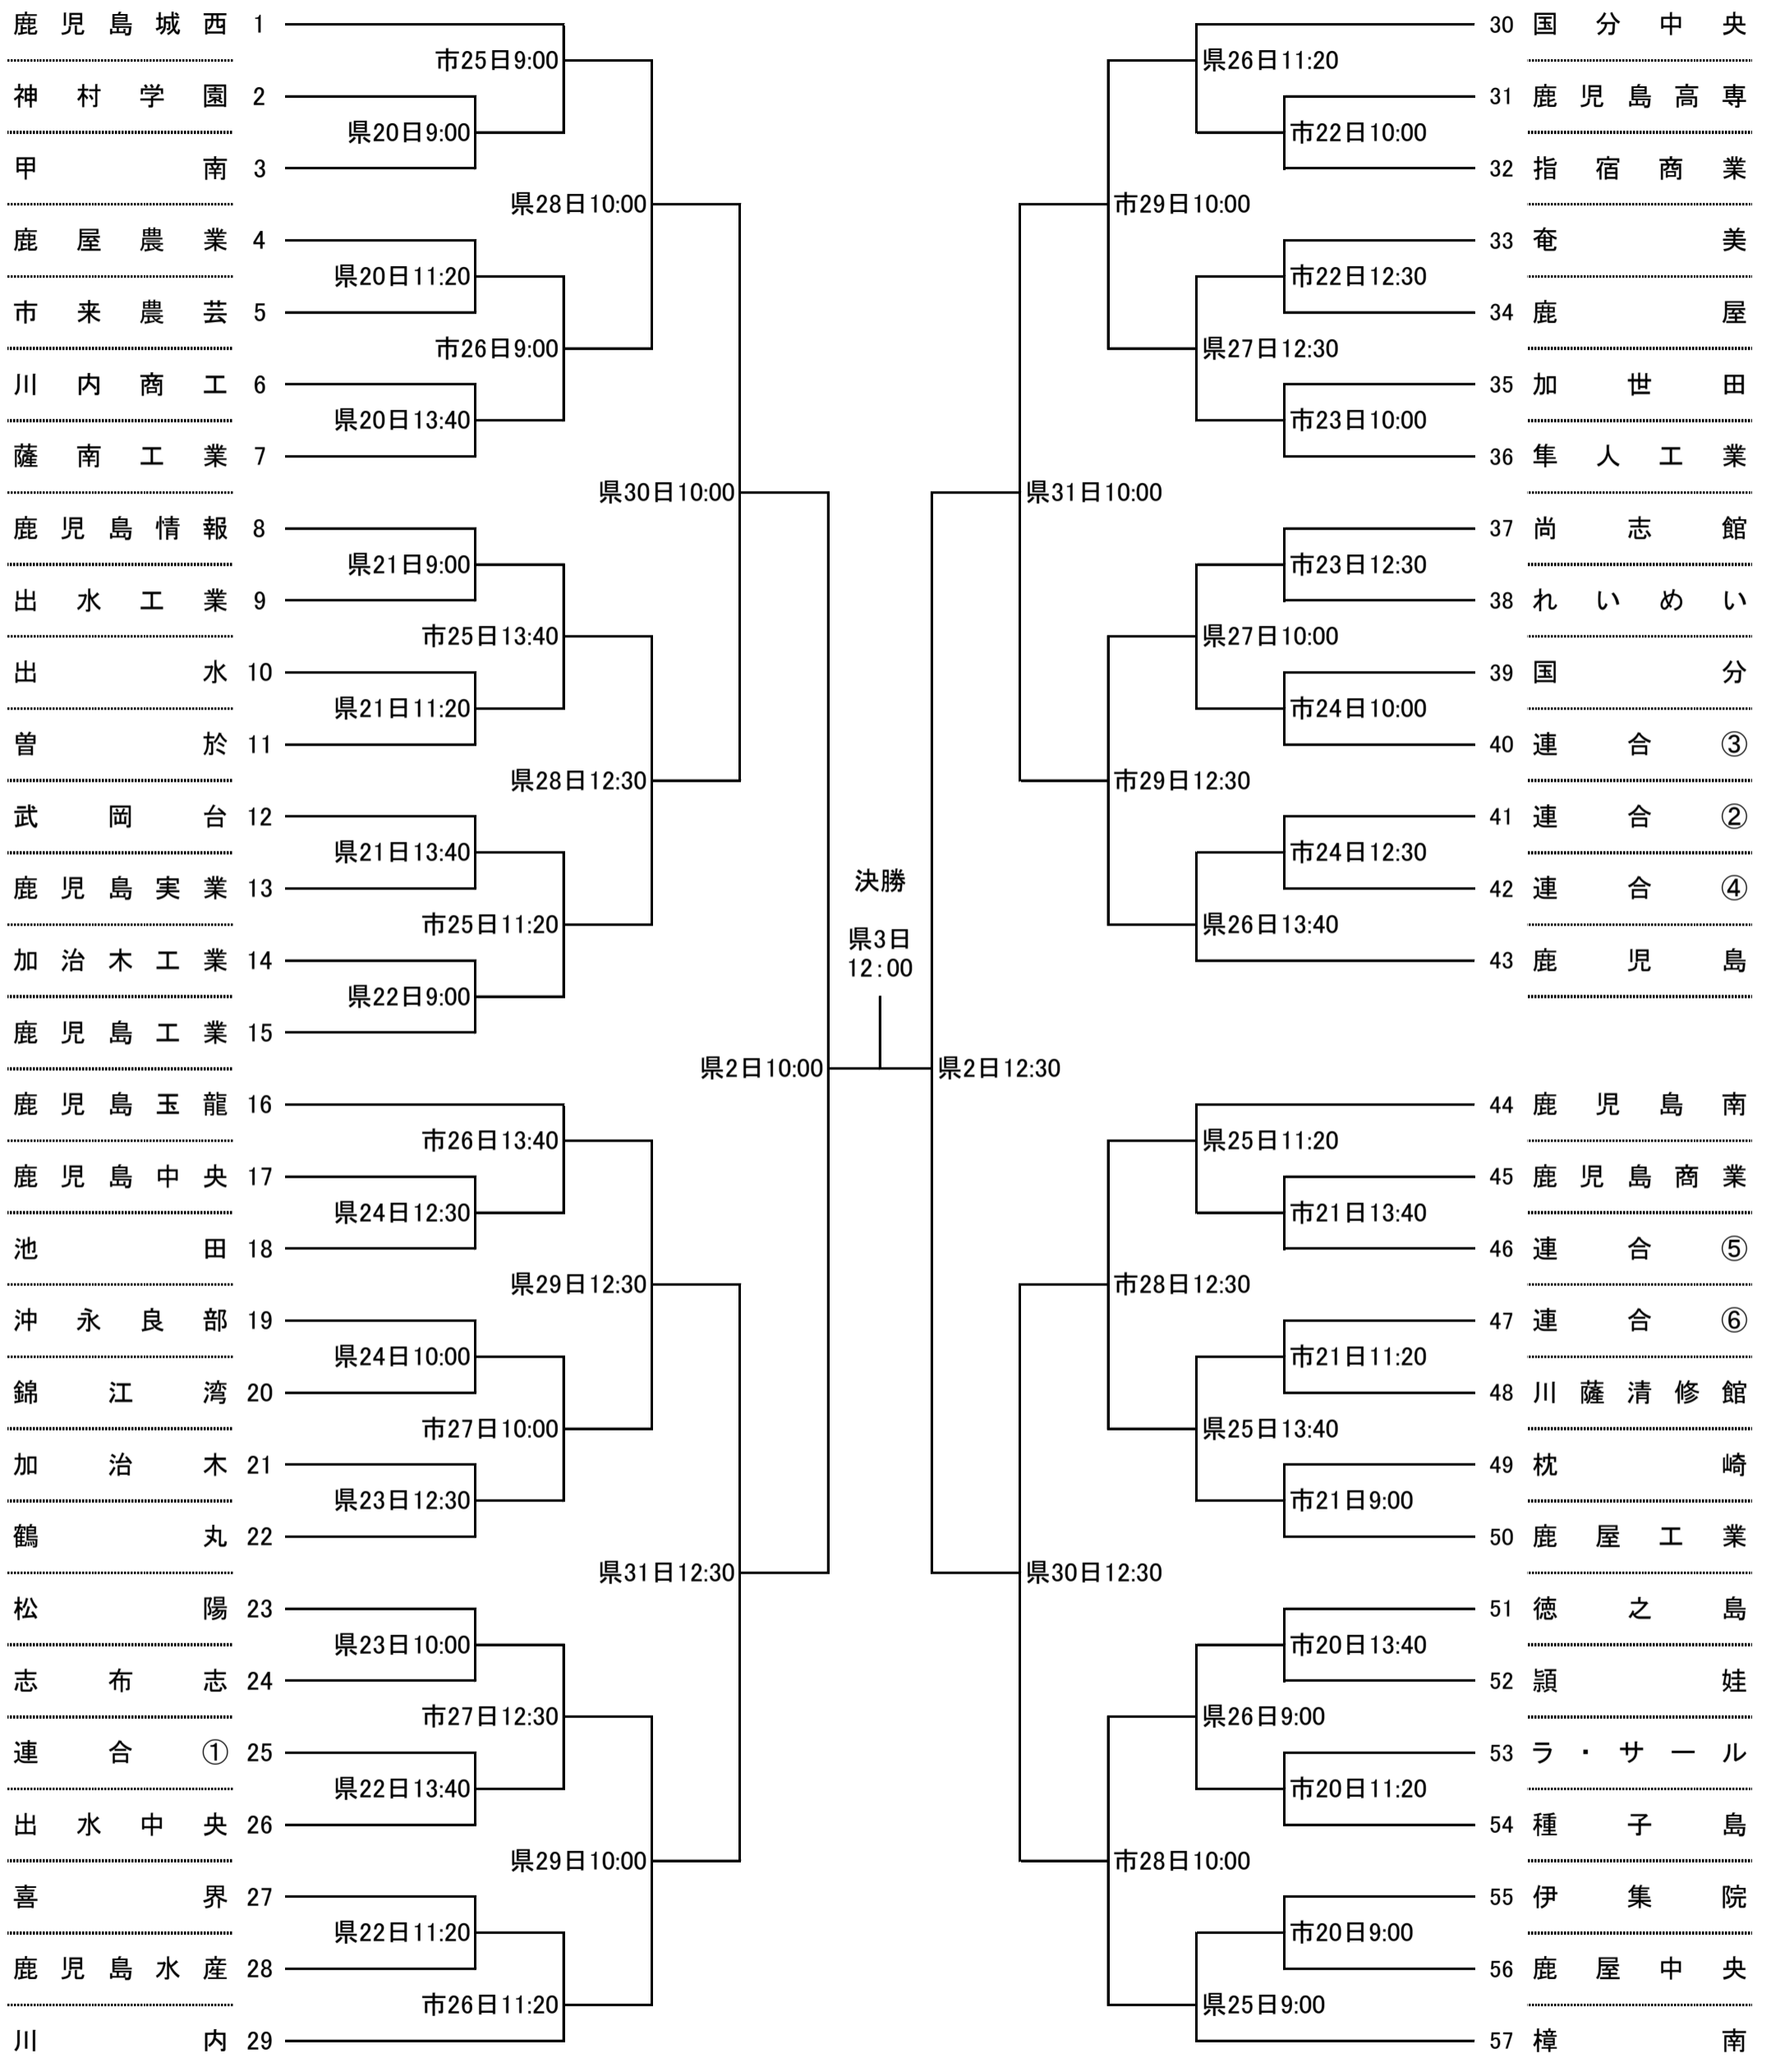 鹿児島城西 1
市25日9:00
神村学園 2
県20日9:00
甲南 3
県28日10:00
鹿屋農業 4
県20日11:20
市来農芸 5
市26日9:00
川内商工 6
県20日13:40
薩南工業 7
県30日10:00
鹿児島情報 8
県21日9:00
出水工業 9
市25日13:40
出水 10
県21日11:20
曽於 11
県28日12:30
武岡台 12
県21日13:40
鹿児島実業 13
市25日11:20
加治木工業 14
県22日9:00
鹿児島工業 15
県2日10:00
鹿児島玉龍 16
市26日13:40
鹿児島中央 17
県24日12:30
池田 18
県29日12:30
沖永良部 19
県24日10:00
錦江湾 20
市27日10:00
加治木 21
県23日12:30
鶴丸 22
県31日12:30
松陽 23
県23日10:00
志布志 24
市27日12:30
連合① 25
県22日13:40
出水中央 26
県29日10:00
喜界 27
県22日11:20
鹿児島水産 28
市26日11:20
川内 29
決勝
県3日
12:00
30 国分中央
県26日11:20
31 鹿児島高専
市22日10:00
32 指宿商業
市29日10:00
33 奄美
市22日12:30
34 鹿屋
県27日12:30
35 加世田
市23日10:00
36 隼人工業
県31日10:00
37 尚志館
市23日12:30
38 れいめい
県27日10:00
39 国分
市24日10:00
40 連合③
市29日12:30
41 連合②
市24日12:30
42 連合④
県26日13:40
43 鹿児島
県2日12:30
44 鹿児島南
県25日11:20
45 鹿児島商業
市21日13:40
46 連合⑤
市28日12:30
47 連合⑥
市21日11:20
48 川薩清修館
県25日13:40
49 枕崎
市21日9:00
50 鹿屋工業
県30日12:30
51 徳之島
市20日13:40
52 頴娃
県26日9:00
53 ラ・サール
市20日11:20
54 種子島
市28日10:00
55 伊集院
市20日9:00
56 鹿屋中央
県25日9:00
57 樟南